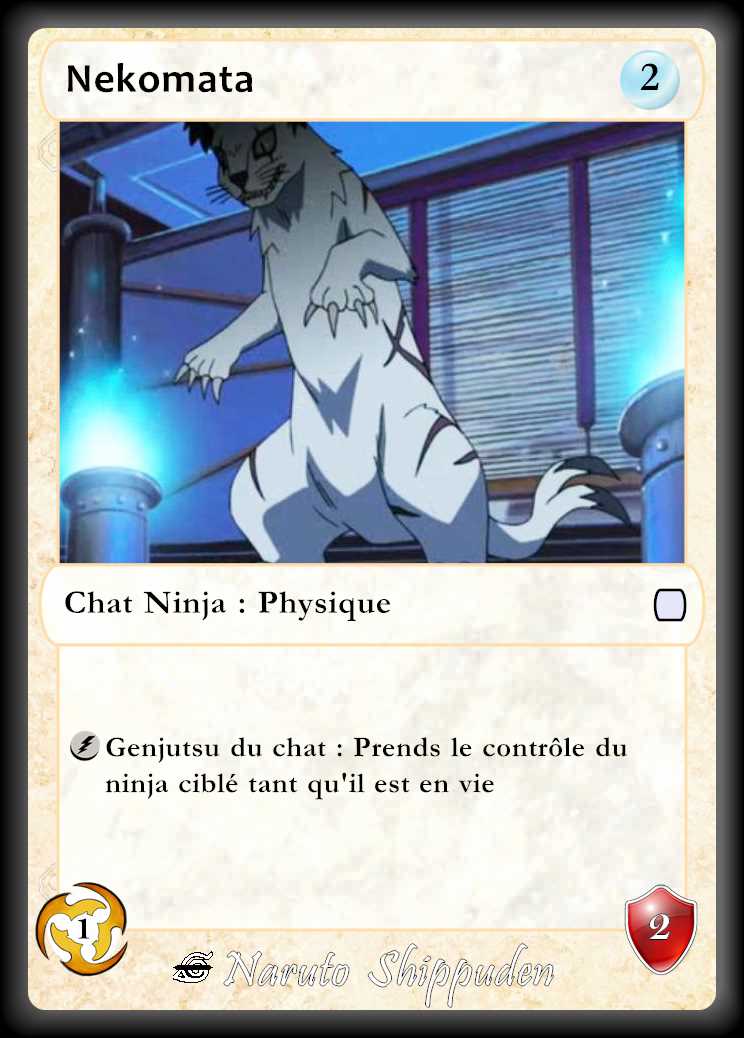 Nekomata
2
Chat Ninja : Physique
Genjutsu du chat : Prends le contrôle du
ninja ciblé tant qu'il est en vie
1
2
Naruto Shippuden